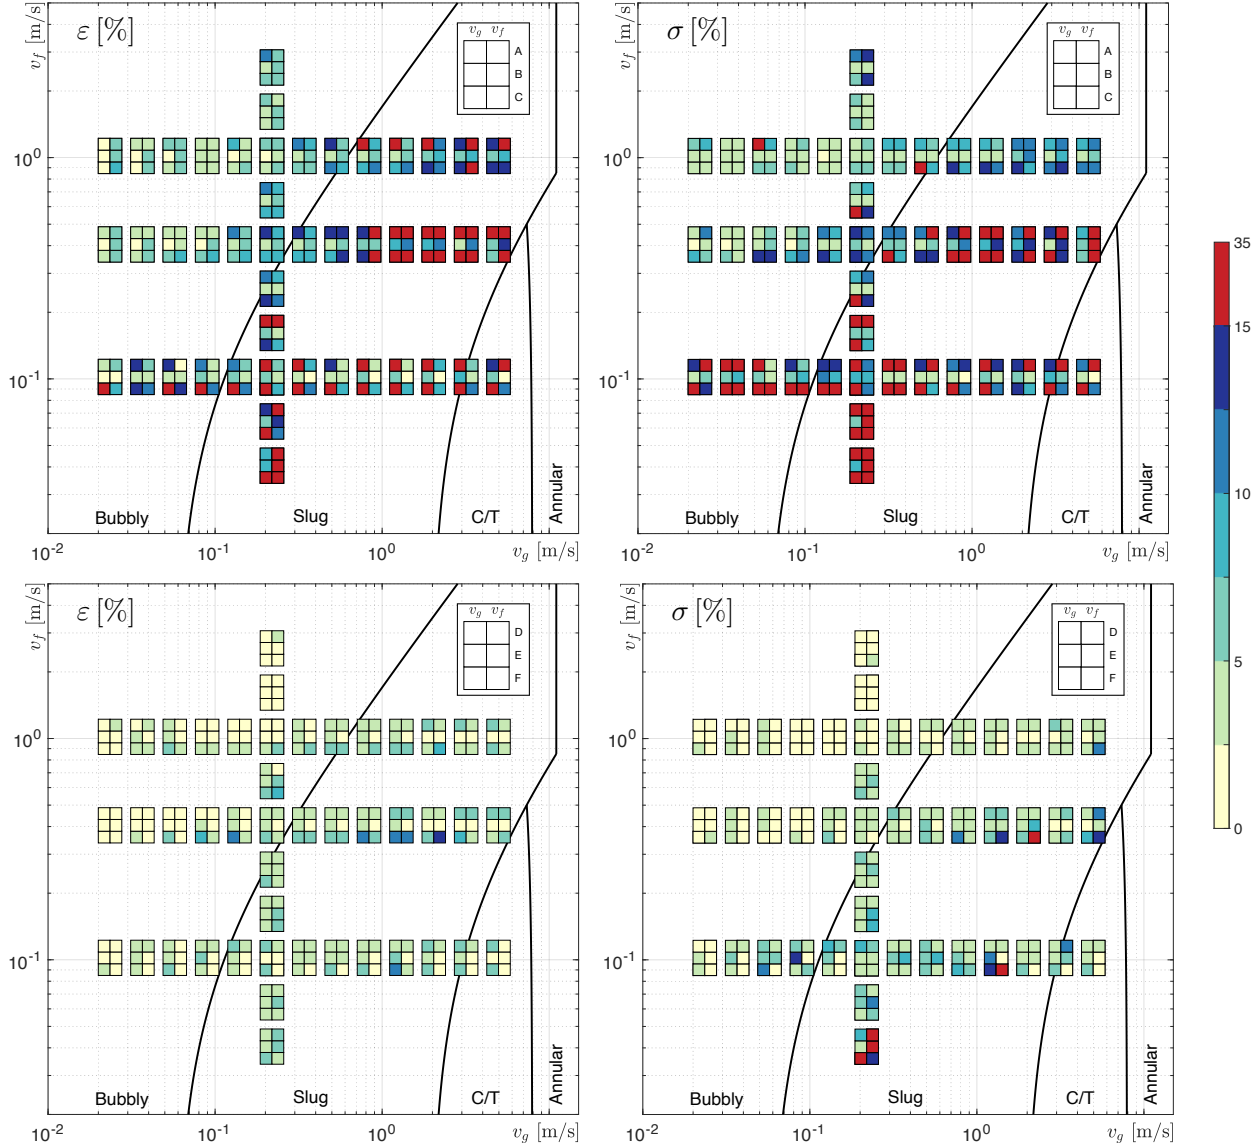 ε [%]
v_g v_f
A
B
C
v_f [m/s]
10^0
10^-1
Bubbly
Slug
C/T
Annular
10^-2
10^-1
10^0
v_g [m/s]
σ [%]
v_g v_f
A
B
C
v_f [m/s]
10^0
10^-1
Bubbly
Slug
C/T
Annular
10^-2
10^-1
10^0
v_g [m/s]
35
15
10
5
0
ε [%]
v_g v_f
D
E
F
v_f [m/s]
10^0
10^-1
Bubbly
Slug
C/T
Annular
10^-2
10^-1
10^0
v_g [m/s]
σ [%]
v_g v_f
D
E
F
v_f [m/s]
10^0
10^-1
Bubbly
Slug
C/T
Annular
10^-2
10^-1
10^0
v_g [m/s]